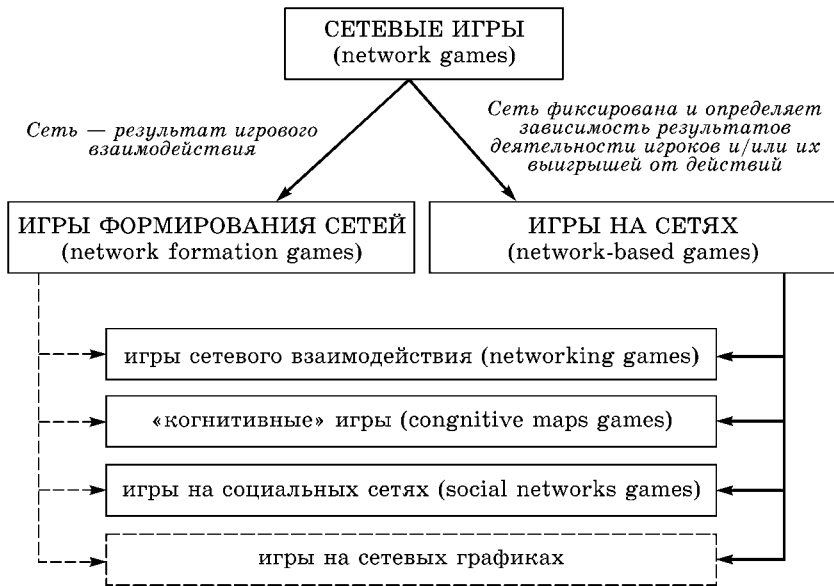 СЕТЕВЫЕ ИГРЫ
(network games)
Сеть — результат игрового
взаимодействия
Сеть фиксирована и определяет
зависимость результатов
деятельности игроков и/или их
выигрышей от действий
ИГРЫ ФОРМИРОВАНИЯ СЕТЕЙ
(network formation games)
ИГРЫ НА СЕТЯХ
(network-based games)
игры сетевого взаимодействия (networking games)
«когнитивные» игры (congnitive maps games)
игры на социальных сетях (social networks games)
игры на сетевых графиках